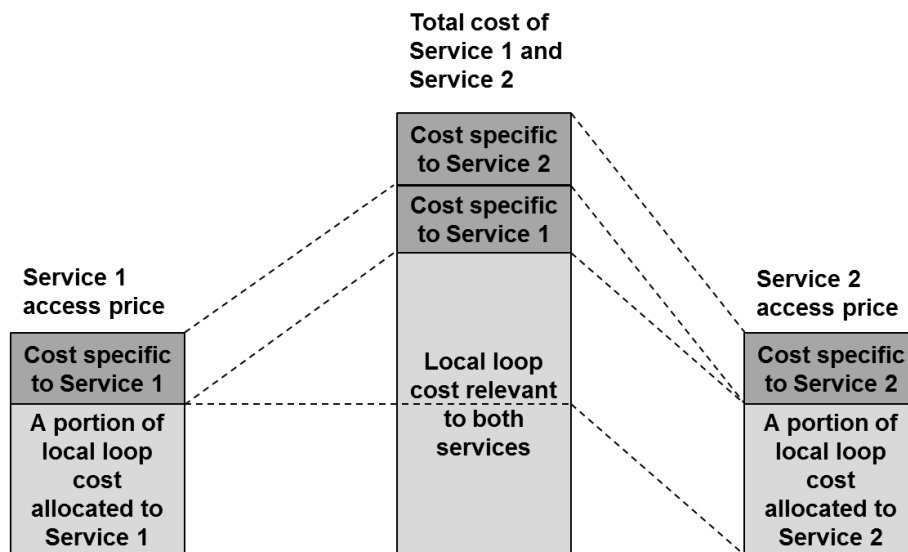 Total cost of
Service 1 and
Service 2
Cost specific
to Service 2
Cost specific
to Service 1
Local loop
cost relevant
to both
services
Service 1
access price
Cost specific
to Service 1
A portion of
local loop
cost
allocated to
Service 1
Service 2
access price
Cost specific
to Service 2
A portion of
local loop
cost
allocated to
Service 2